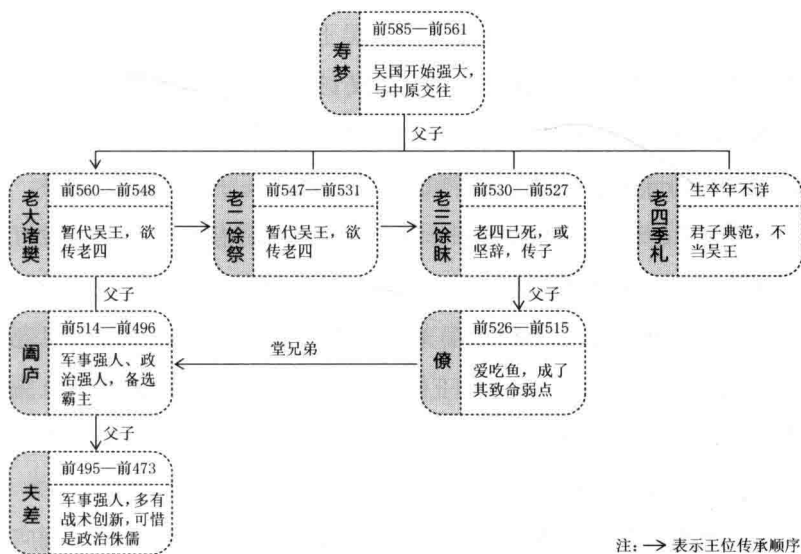 寿梦
前585—前561
吴国开始强大，
与中原交往
父子
老大诸樊
前560—前548
暂代吴王，欲
传老四
老二馀祭
前547—前531
暂代吴王，欲
传老四
老三馀眛
前530—前527
老四已死，或
坚辞，传子
老四季札
生卒年不详
君子典范，不
当吴王
父子
父子
阖庐
前514—前496
军事强人、政
治强人，备选
霸主
堂兄弟
僚
前526—前515
爱吃鱼，成了
其致命弱点
父子
夫差
前495—前473
军事强人，多有
战术创新，可惜
是政治侏儒
注：→ 表示王位传承顺序